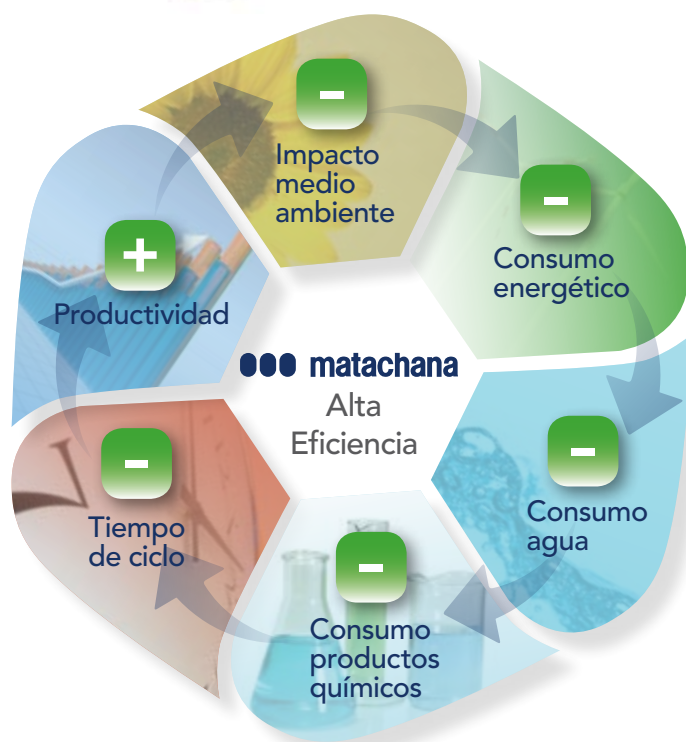 -
Impacto
medio
ambiente
-
Consumo
energético
-
Consumo
agua
-
Consumo
productos
químicos
-
Tiempo
de ciclo
+
Productividad
matachana
Alta
Eficiencia